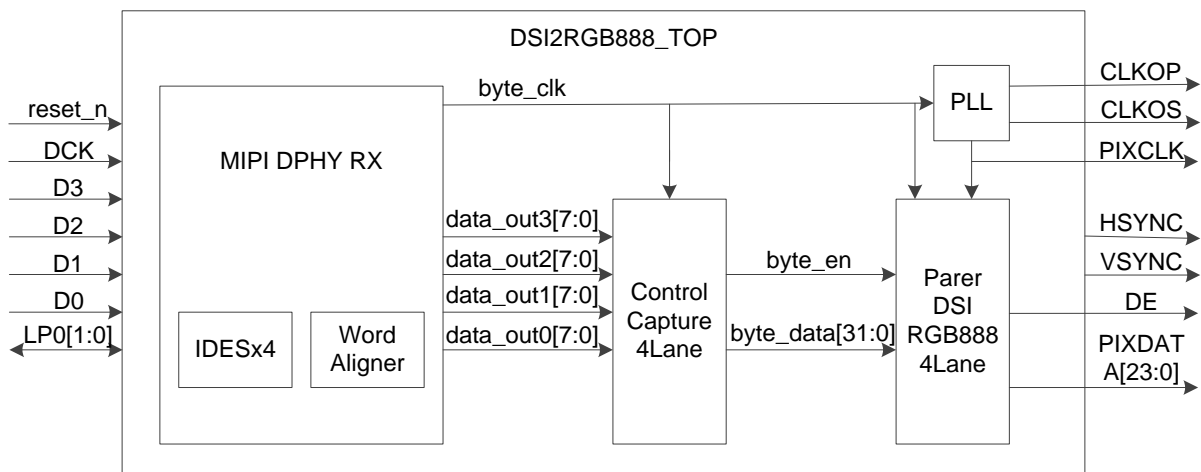 DSI2RGB888_TOP
reset_n
DCK
D3
D2
D1
D0
LP0[1:0]
MIPI DPHY RX
IDESx4
Word
Aligner
byte_clk
data_out3[7:0]
data_out2[7:0]
data_out1[7:0]
data_out0[7:0]
Control
Capture
4Lane
byte_en
byte_data[31:0]
PLL
Parer
DSI
RGB888
4Lane
CLKOP
CLKOS
PIXCLK
HSYNC
VSYNC
DE
PIXDAT
A[23:0]